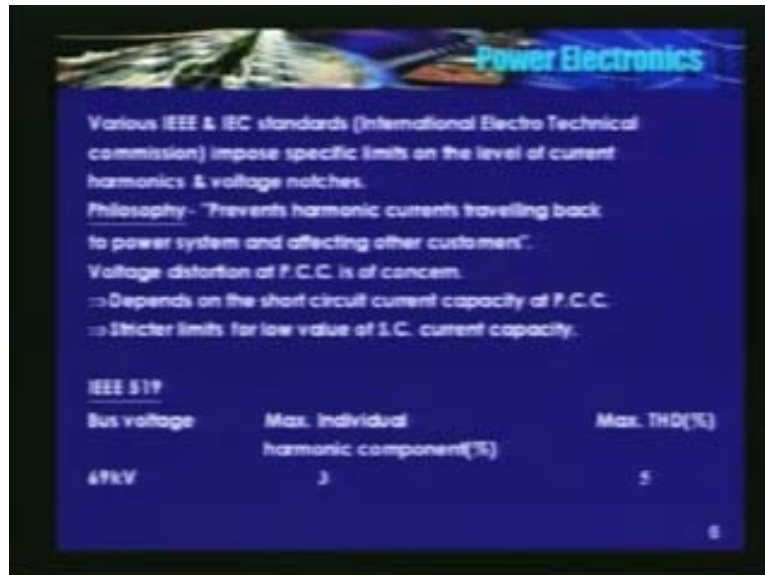 Power Electronics
Various IEEE & IEC standards (International Electro Technical
commission) impose specific limits on the level of current
harmonics & voltage notches.
Philosophy - "Prevents harmonic currents travelling back
to power system and affecting other customers".
Voltage distortion at P.C.C. is of concern.
⇒Depends on the short circuit current capacity at P.C.C.
⇒Stricter limits for low value of S.C. current capacity.
IEEE 519
Bus voltage Max. Individual Max. THD(%)
harmonic component(%)
69kV 3 5
6